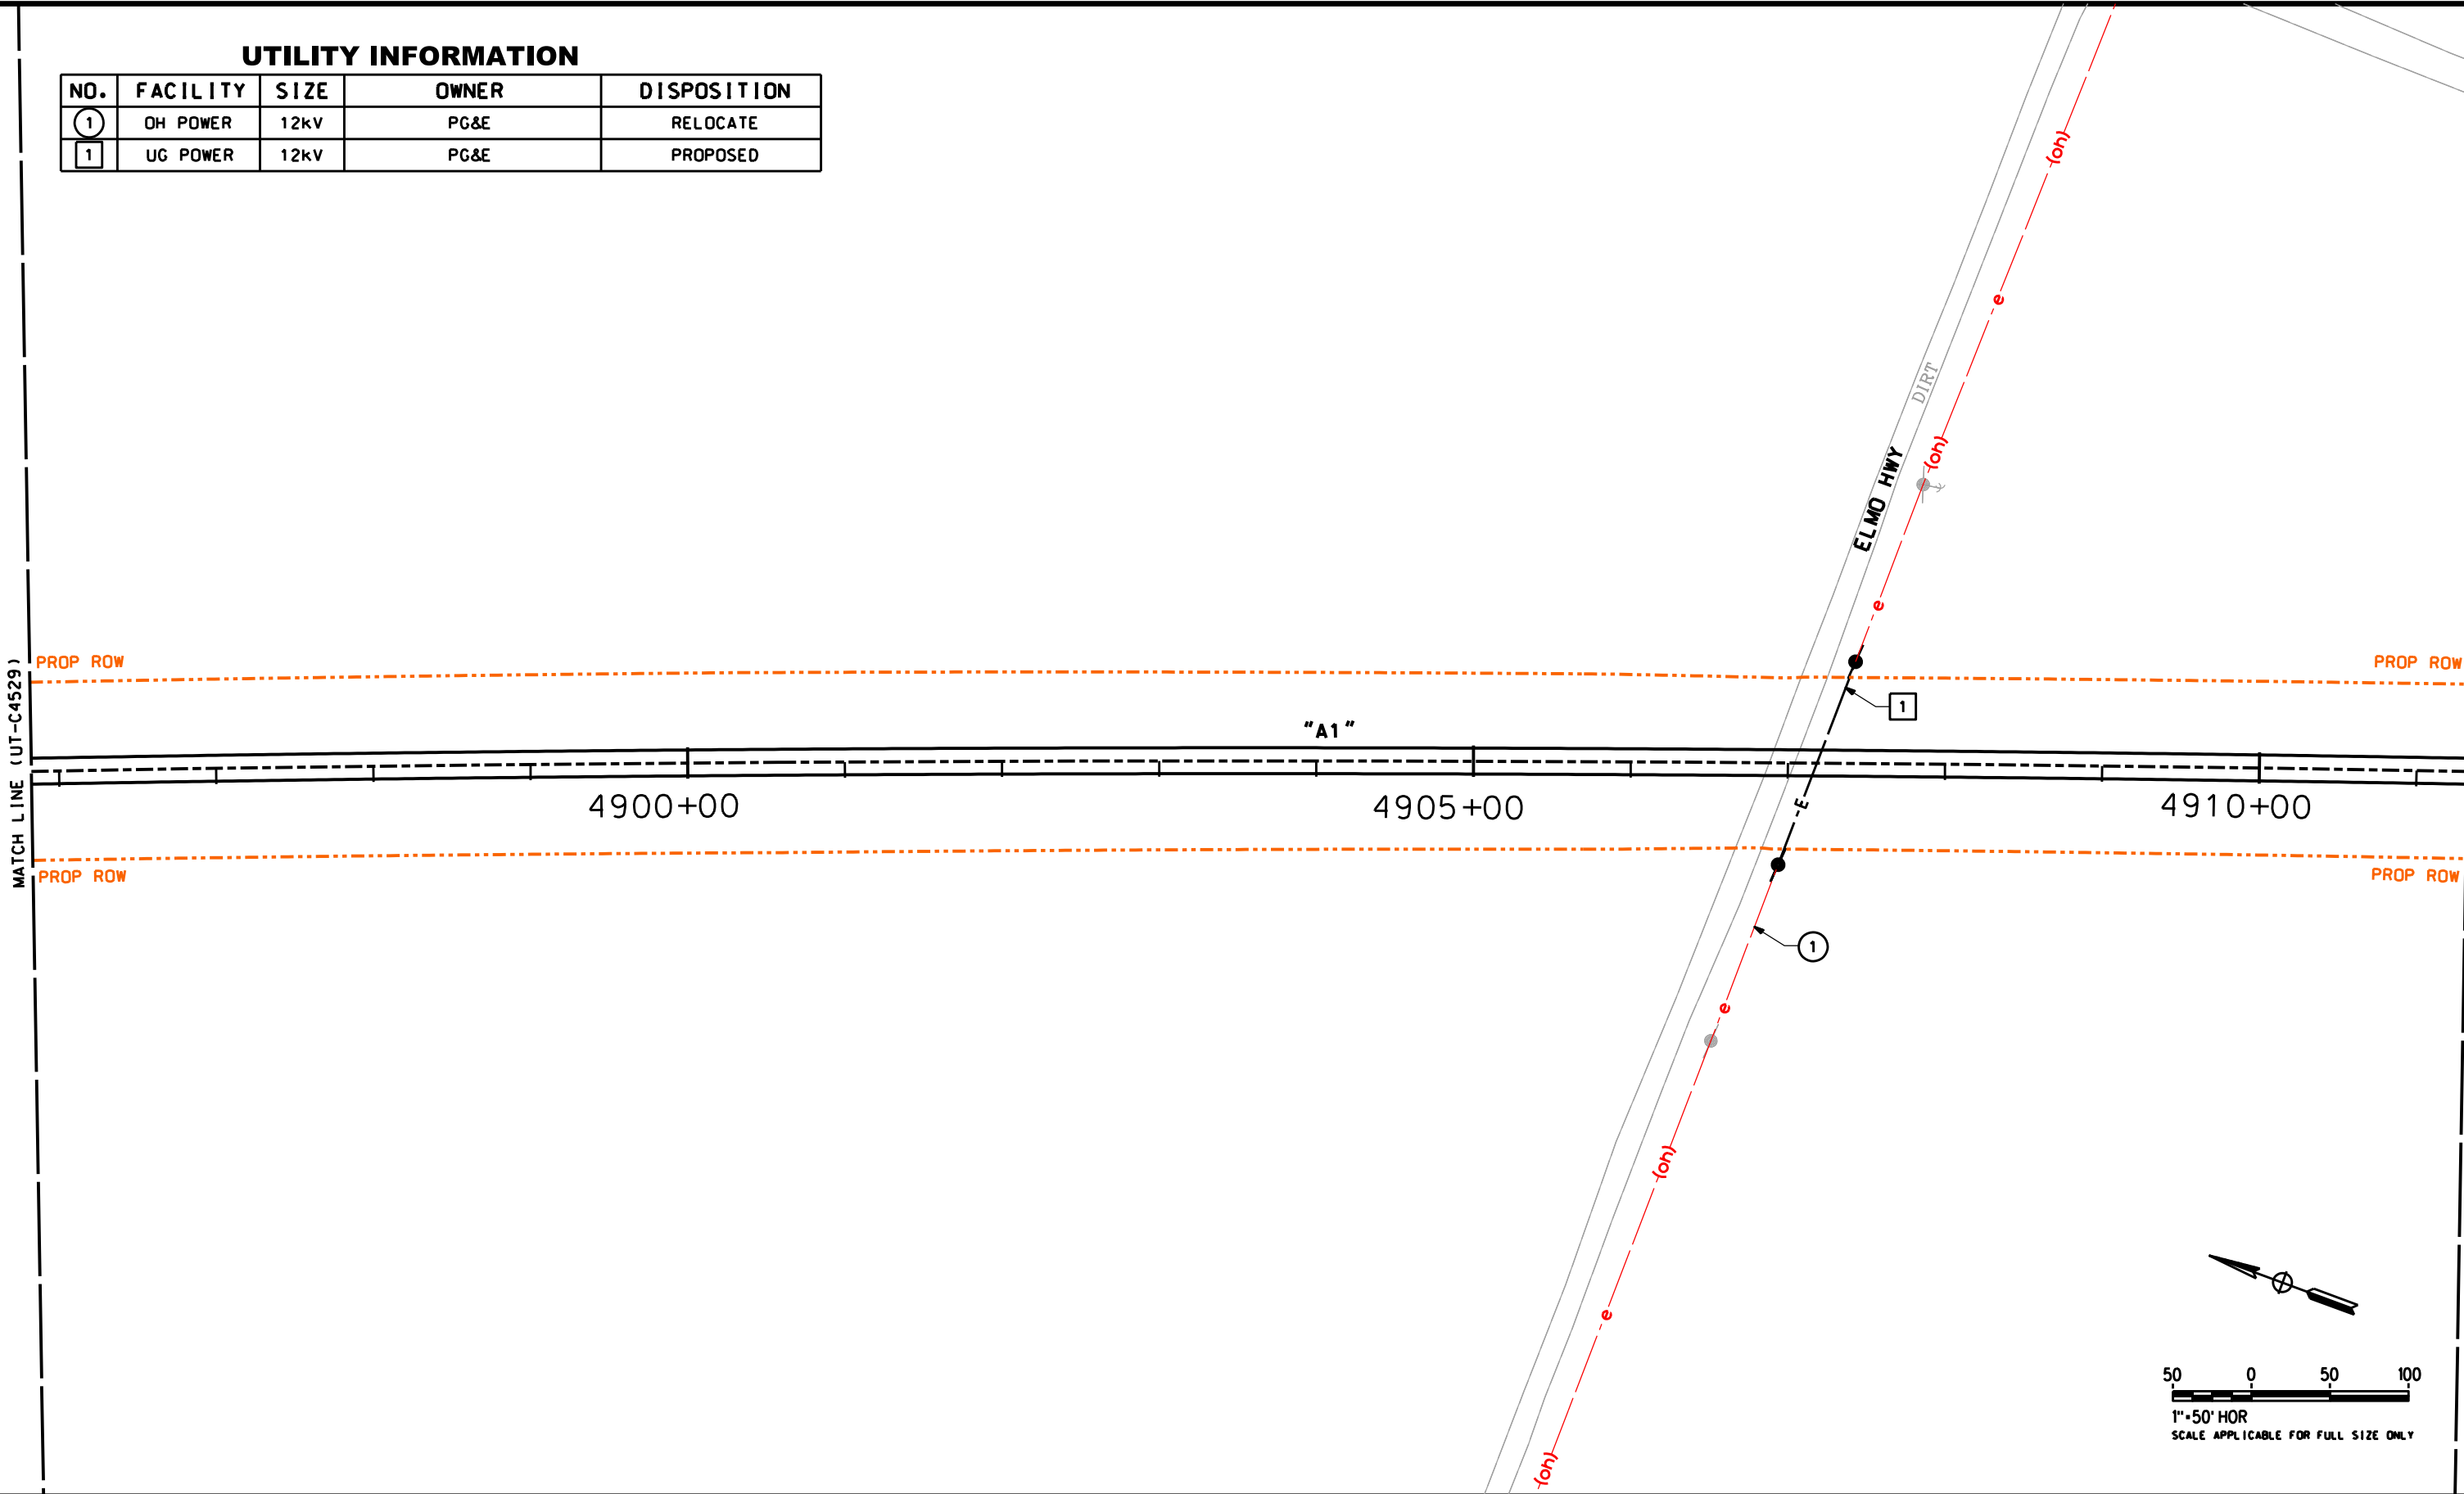 UTILITY INFORMATION
NO. FACILITY SIZE OWNER DISPOSITION
1 OH POWER 12kV PG&E RELOCATE
1 UG POWER 12kV PG&E PROPOSED
(oh)
e
DIRT
(oh)
ELMO HWY
e
PROP ROW
PROP ROW
1
MATCH LINE (UT-C4529)
"A1"
4900+00
4905+00
E
4910+00
PROP ROW
PROP ROW
1
e
(oh)
e
(oh)
50 0 50 100
1"=50' HOR
SCALE APPLICABLE FOR FULL SIZE ONLY